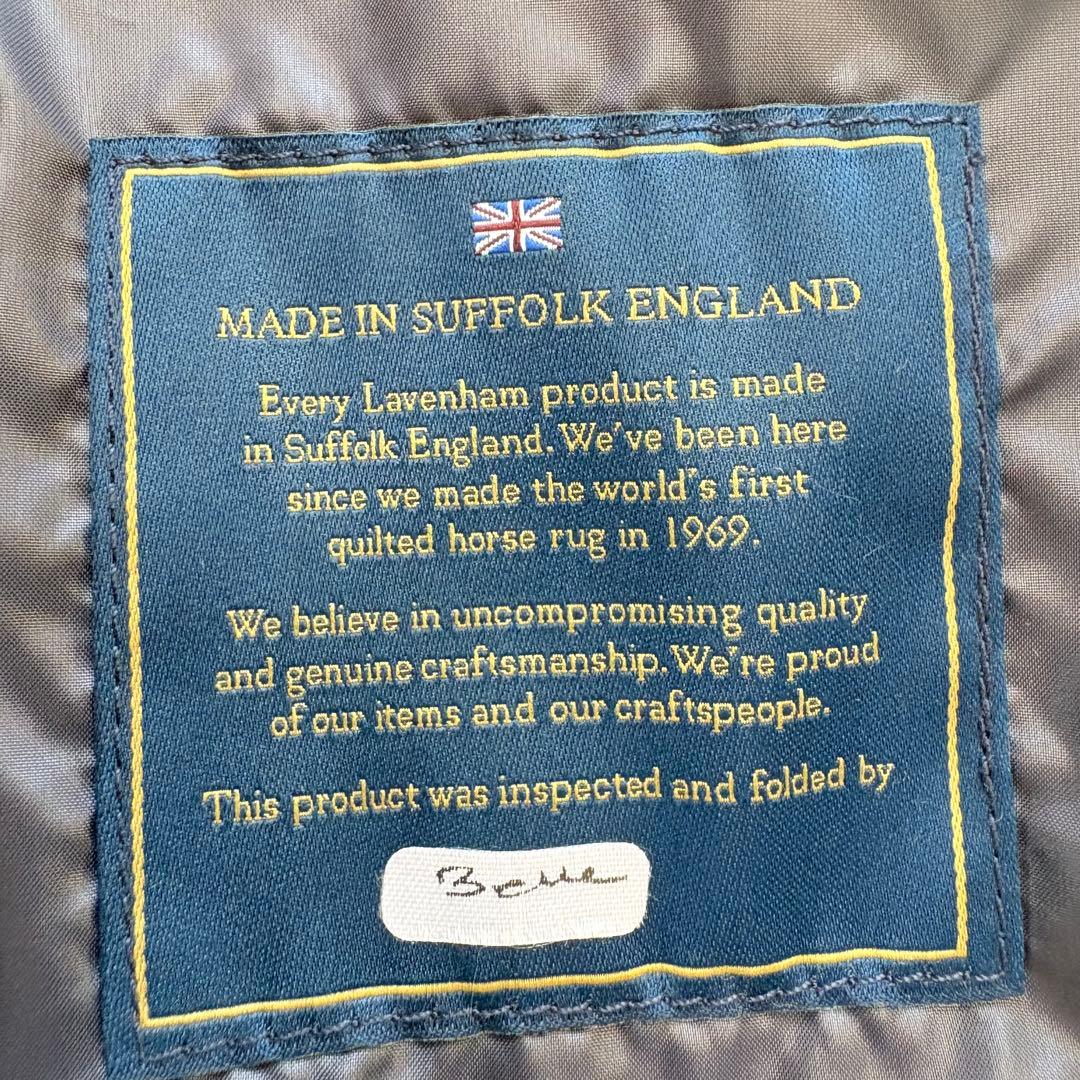 MADE IN SUFFOLK ENGLAND
Every Lavenham product is made
in Suffolk England. We've been here
since we made the world's first
quilted horse rug in 1969.
We believe in uncompromising quality
and genuine craftsmanship. We're proud
of our items and our craftspeople.
This product was inspected and folded by